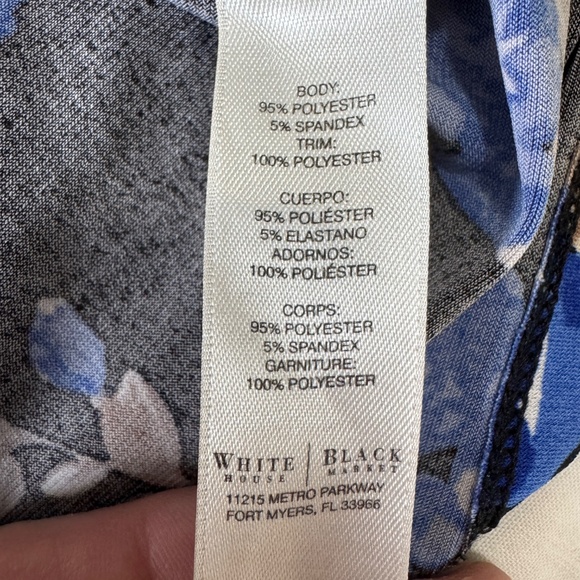 BODY:
95% POLYESTER
5% SPANDEX
TRIM:
100% POLYESTER
CUERPO:
95% POLIÉSTER
5% ELASTANO
ADORNOS:
100% POLIÉSTER
CORPS:
95% POLYESTER
5% SPANDEX
GARNITURE:
100% POLYESTER
WHITE | BLACK
HOUSE | MARKET
11215 METRO PARKWAY
FORT MYERS, FL 33966